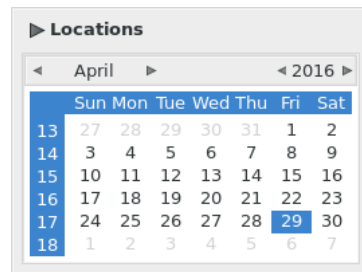 Locations
April 2016
Sun Mon Tue Wed Thu Fri Sat
13 27 28 29 30 31 1 2
14 3 4 5 6 7 8 9
15 10 11 12 13 14 15 16
16 17 18 19 20 21 22 23
17 24 25 26 27 28 29 30
18 1 2 3 4 5 6 7